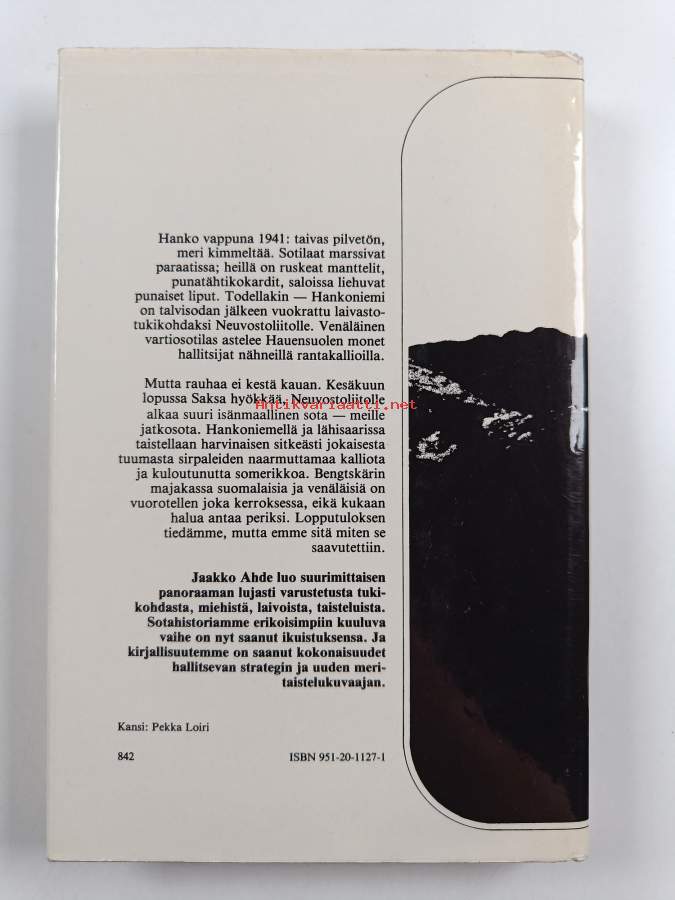 Hanko vappuna 1941: taivas pilvetön,
meri kimmeltää. Sotilaat marssivat
paraatissa; heillä on ruskeat manttelit,
punatähtikokardit, saloissa liehuvat
punaiset liput. Todellakin — Hankoniemi
on talvisodan jälkeen vuokrattu laivasto-
tukikohdaksi Neuvostoliitolle. Venäläinen
vartiosotilas astelee Hauensuolen monet
hallitsijat nähneillä rantakallioilla.
Mutta rauhaa ei kestä kauan. Kesäkuun
lopussa Saksa hyökkää, Neuvostoliitolle
Antikvariaatti.net
alkaa suuri isänmaallinen sota — meille
jatkosota. Hankoniemellä ja lähisaarissa
taistellaan harvinaisen sitkeästi jokaisesta
tuumasta sirpaleiden naarmuttamaa kalliota
ja kuloutunutta somerikkoa. Bengtskärin
majakassa suomalaisia ja venäläisiä on
vuorotellen joka kerroksessa, eikä kukaan
halua antaa periksi. Lopputuloksen
tiedämme, mutta emme sitä miten se
saavutettiin.
Jaakko Ahde luo suurimittaisen
panoraaman lujasti varustetusta tuki-
kohdasta, miehistä, laivoista, taisteluista.
Sotahistoriamme erikoisimpiin kuuluva
vaihe on nyt saanut ikuistuksensa. Ja
kirjallisuutemme on saanut kokonaisuudet
hallitsevan strategin ja uuden meri-
taistelukuvaajan.
Kansi: Pekka Loiri
842
ISBN 951-20-1127-1